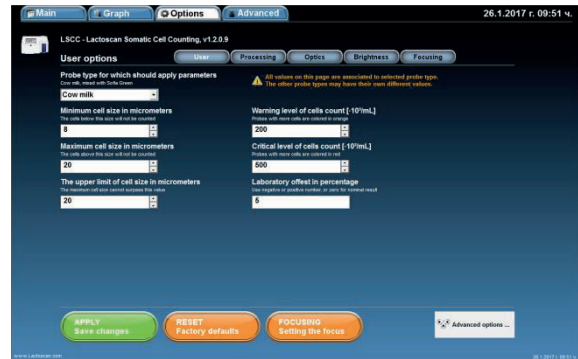 Main Graph Options Advanced 26.1.2017 г. 09:51 ч.
LSCC - Lactoscan Somatic Cell Counting, v1.2.0.9
User options User Processing Optics Brightness Focusing
Probe type for which should apply parameters
Cow milk, mixed with Sofia Green
Cow milk
All values on this page are associated to selected probe type.
The other probe types may have their own different values.
Minimum cell size in micrometers
The cells below this size will not be counted
8
Warning level of cells count [·10³/mL]
Probes with more cells are colored in orange
200
Maximum cell size in micrometers
The cells above this size will not be counted
20
Critical level of cells count [·10³/mL]
Probes with more cells are colored in red
500
The upper limit of cell size in micrometers
The maximum cell size cannot surpass this value
20
Laboratory offest in percentage
Use negative or positive number, or zero for nominal result
5
APPLY
Save changes
RESET
Factory defaults
FOCUSING
Setting the focus
Advanced options ...
www.Lactoscan.com 26.1.2017 г. 09:51 ч.